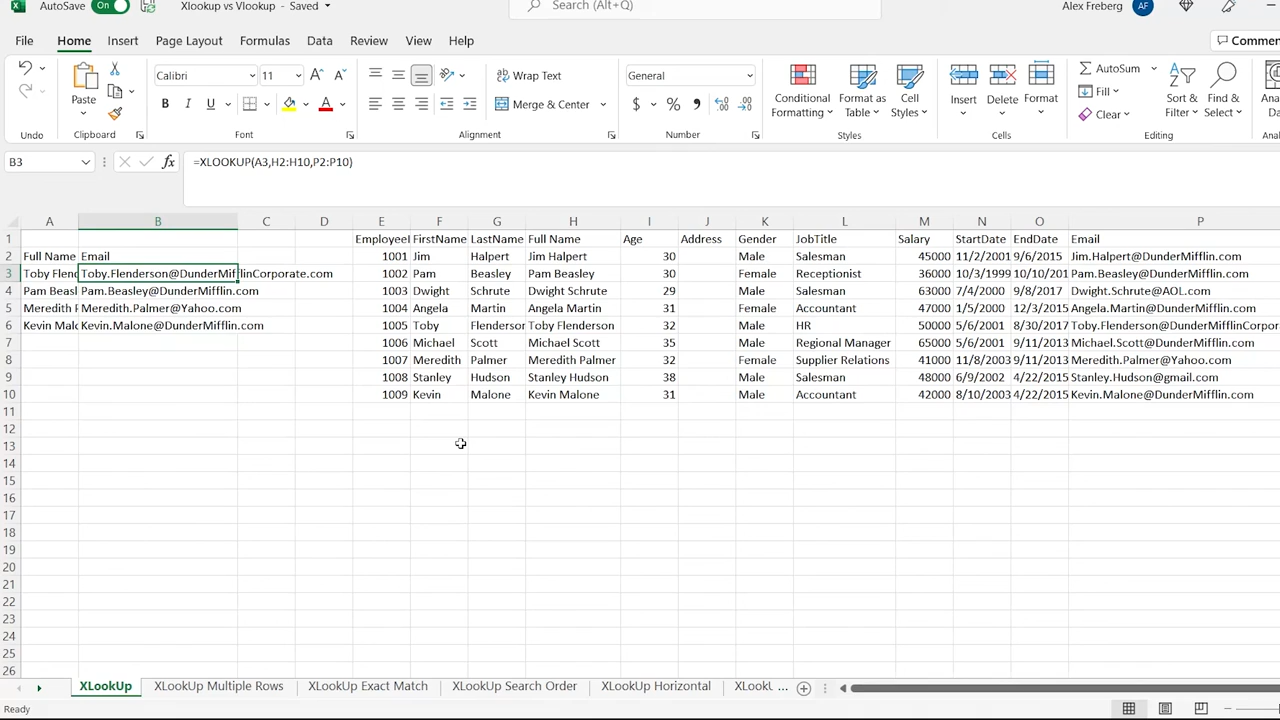 AutoSave On Xlookup vs Vlookup - Saved Search (Alt+Q) Alex Freberg AF
File Home Insert Page Layout Formulas Data Review View Help
Calibri 11 Wrap Text General AutoSum
Paste Merge & Center $ % Conditional Formatting Format as Table Cell Styles Insert Delete Format Fill Clear Sort & Filter Find & Select
Undo Clipboard Font Alignment Number Styles Cells Editing
B3 fx =XLOOKUP(A3,H2:H10,P2:P10)
A B C D E F G H I J K L M N O P
1 EmployeeI FirstName LastName Full Name Age Address Gender JobTitle Salary StartDate EndDate Email
2 Full Name Email 1001 Jim Halpert Jim Halpert 30 Male Salesman 45000 11/2/2001 9/6/2015 Jim.Halpert@DunderMifflin.com
3 Toby Flend Toby.Flenderson@DunderMifflinCorporate.com 1002 Pam Beasley Pam Beasley 30 Female Receptionist 36000 10/3/1999 10/10/201 Pam.Beasley@DunderMifflin.com
4 Pam Beasl Pam.Beasley@DunderMifflin.com 1003 Dwight Schrute Dwight Schrute 29 Male Salesman 63000 7/4/2000 9/8/2017 Dwight.Schrute@AOL.com
5 Meredith P Meredith.Palmer@Yahoo.com 1004 Angela Martin Angela Martin 31 Female Accountant 47000 1/5/2000 12/3/2015 Angela.Martin@DunderMifflin.com
6 Kevin Malo Kevin.Malone@DunderMifflin.com 1005 Toby Flenderson Toby Flenderson 32 Male HR 50000 5/6/2001 8/30/2017 Toby.Flenderson@DunderMifflinCorpor
7 1006 Michael Scott Michael Scott 35 Male Regional Manager 65000 5/6/2001 9/11/2013 Michael.Scott@DunderMifflin.com
8 1007 Meredith Palmer Meredith Palmer 32 Female Supplier Relations 41000 11/8/2003 9/11/2013 Meredith.Palmer@Yahoo.com
9 1008 Stanley Hudson Stanley Hudson 38 Male Salesman 48000 6/9/2002 4/22/2015 Stanley.Hudson@gmail.com
10 1009 Kevin Malone Kevin Malone 31 Male Accountant 42000 8/10/2003 4/22/2015 Kevin.Malone@DunderMifflin.com
11
12
13
14
15
16
17
18
19
20
21
22
23
24
25
26
XLookUp XLookUp Multiple Rows XLookUp Exact Match XLookUp Search Order XLookUp Horizontal ...
Ready